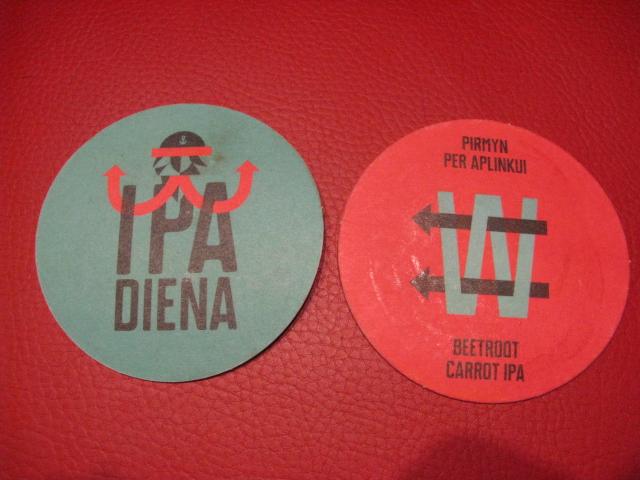 IPA
DIENA
PIRMYN
PER APLINKUI
W
BEETROOT
CARROT IPA